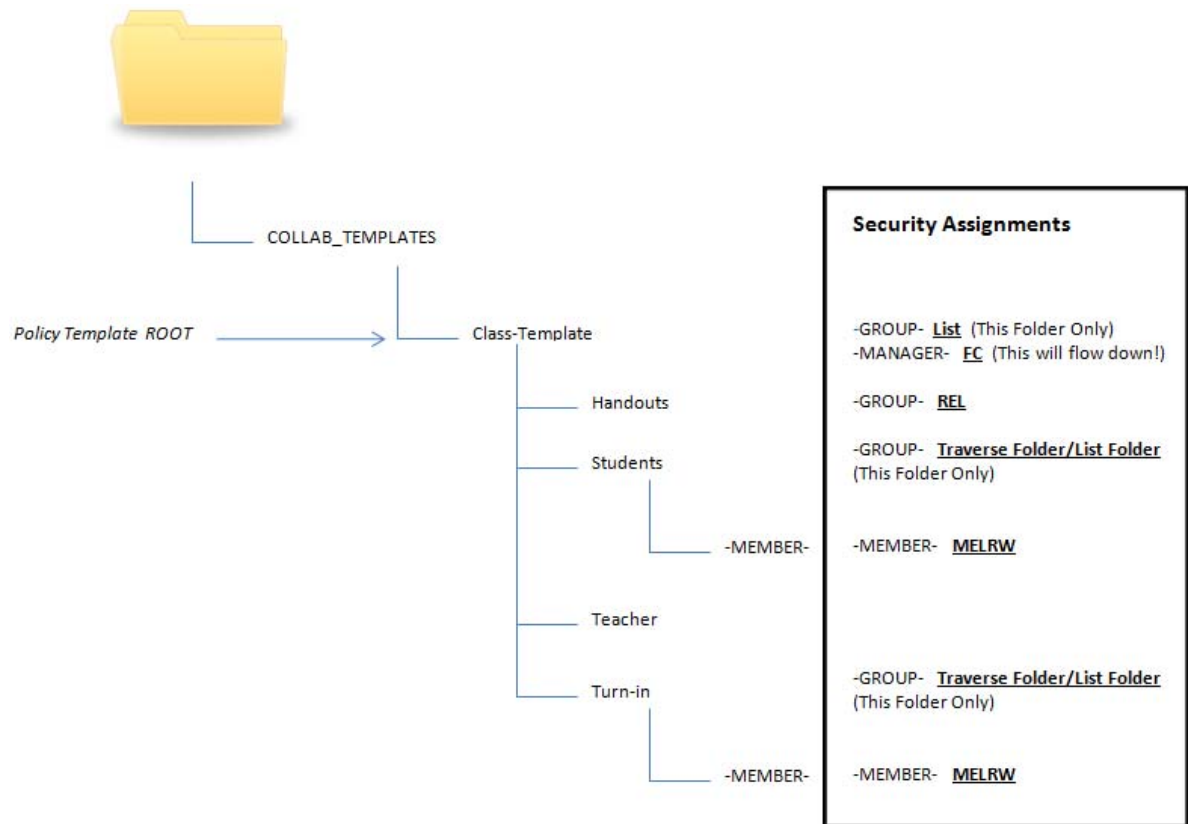 COLLAB_TEMPLATES
Policy Template ROOT
Class-Template
Handouts
Students
-MEMBER-
Teacher
Turn-in
-MEMBER-
Security Assignments
-GROUP- List (This Folder Only)
-MANAGER- FC (This will flow down!)
-GROUP- REL
-GROUP- Traverse Folder/List Folder
(This Folder Only)
-MEMBER- MELRW
-GROUP- Traverse Folder/List Folder
(This Folder Only)
-MEMBER- MELRW